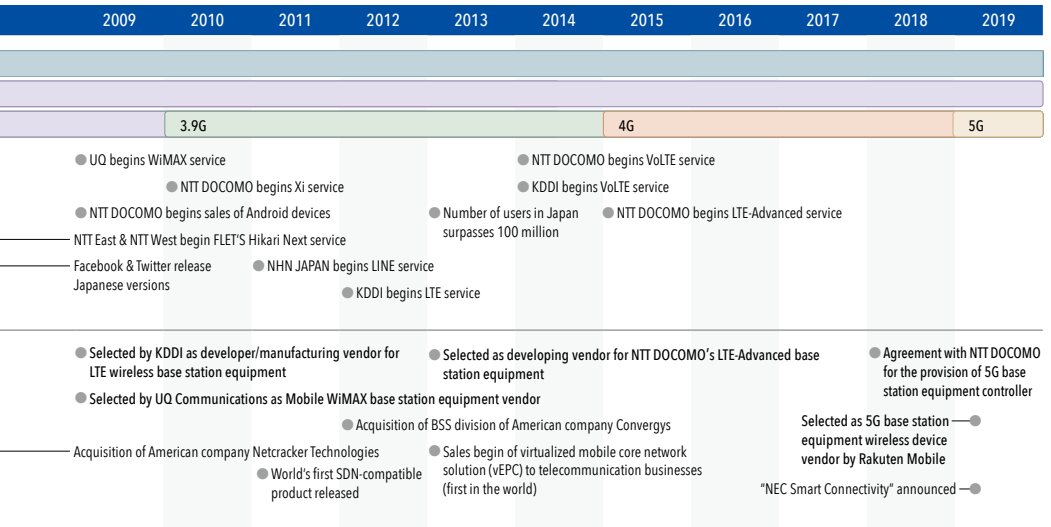 2009 2010 2011 2012 2013 2014 2015 2016 2017 2018 2019
3.9G 4G 5G
UQ begins WiMAX service
NTT DOCOMO begins VoLTE service
NTT DOCOMO begins Xi service
KDDI begins VoLTE service
NTT DOCOMO begins sales of Android devices
Number of users in Japan
surpasses 100 million
NTT DOCOMO begins LTE-Advanced service
NTT East & NTT West begin FLET'S Hikari Next service
Facebook & Twitter release
Japanese versions
NHN JAPAN begins LINE service
KDDI begins LTE service
Selected by KDDI as developer/manufacturing vendor for
LTE wireless base station equipment
Selected as developing vendor for NTT DOCOMO's LTE-Advanced base
station equipment
Agreement with NTT DOCOMO
for the provision of 5G base
station equipment controller
Selected by UQ Communications as Mobile WiMAX base station equipment vendor
Acquisition of BSS division of American company Convergys
Selected as 5G base station
equipment wireless device
vendor by Rakuten Mobile
Acquisition of American company Netcracker Technologies
Sales begin of virtualized mobile core network
solution (vEPC) to telecommunication businesses
(first in the world)
World's first SDN-compatible
product released
"NEC Smart Connectivity" announced